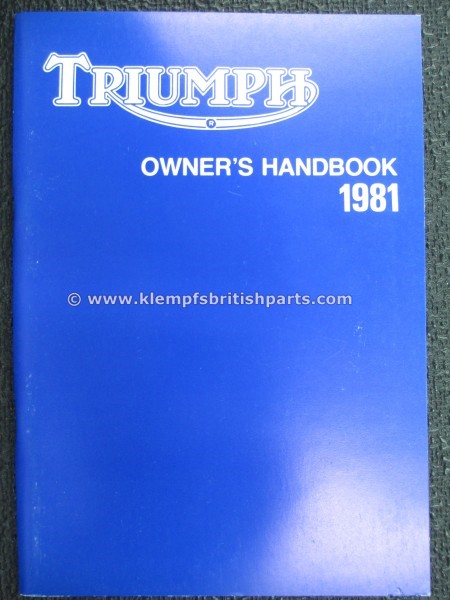 TRIUMPH
®
OWNER'S HANDBOOK
1981
© www.klempfsbritishparts.com